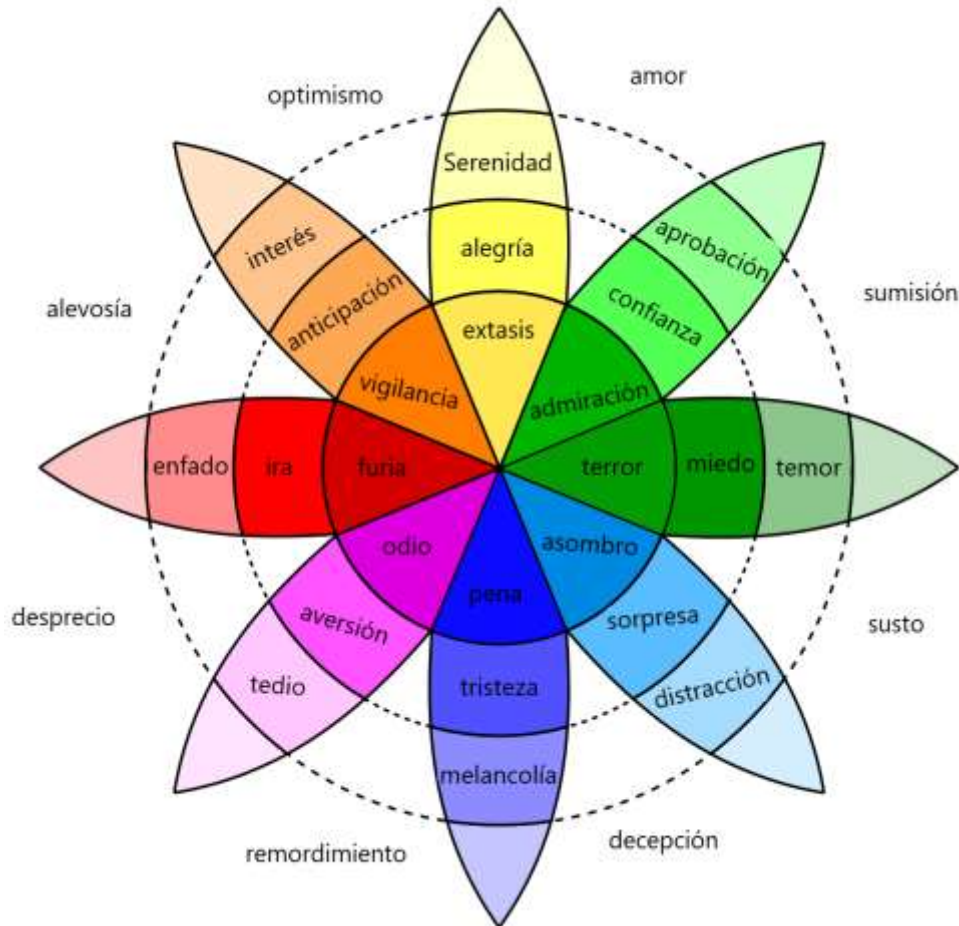 amor
optimismo
Serenidad
aprobación
interés
alegría
sumisión
alevosía
anticipación
confianza
extasis
vigilancia
admiración
enfado
ira
furia
terror
miedo
temor
odio
asombro
pena
desprecio
aversión
sorpresa
susto
tedio
tristeza
distracción
melancolía
decepción
remordimiento